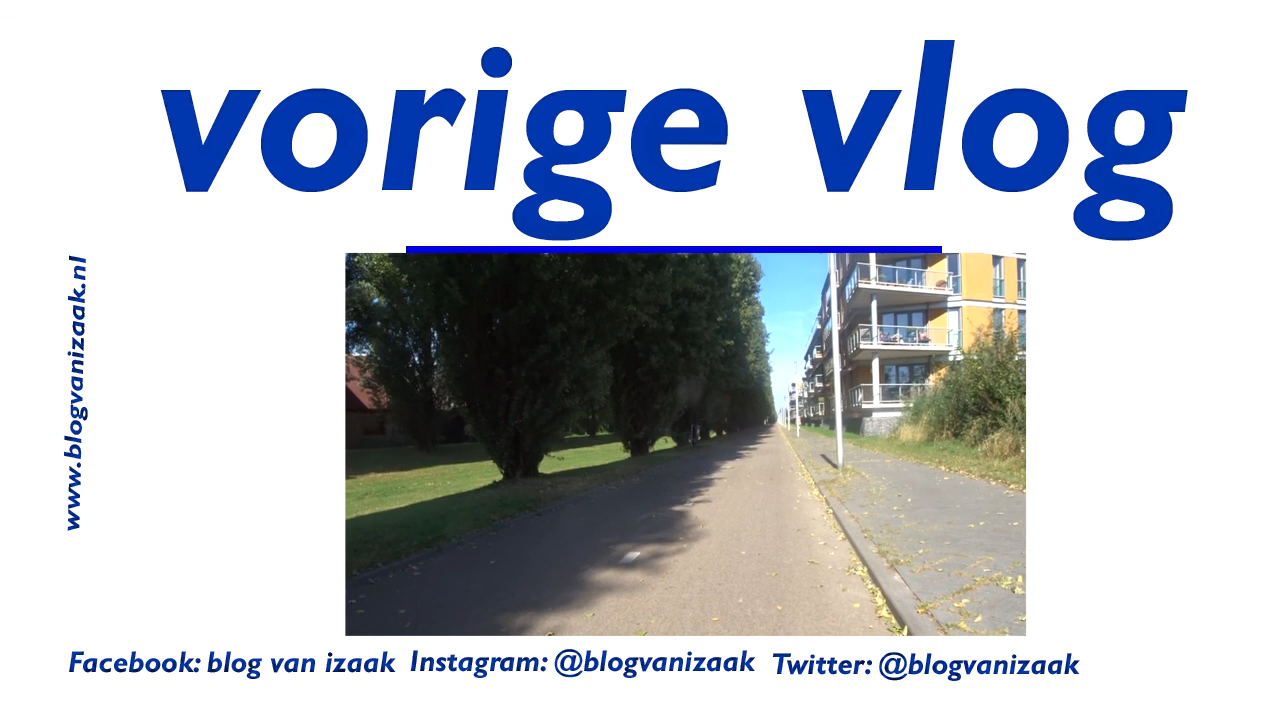 vorige vlog
www.blogvanizaak.nl
Facebook: blog van izaak
Instagram: @blogvanizaak
Twitter: @blogvanizaak